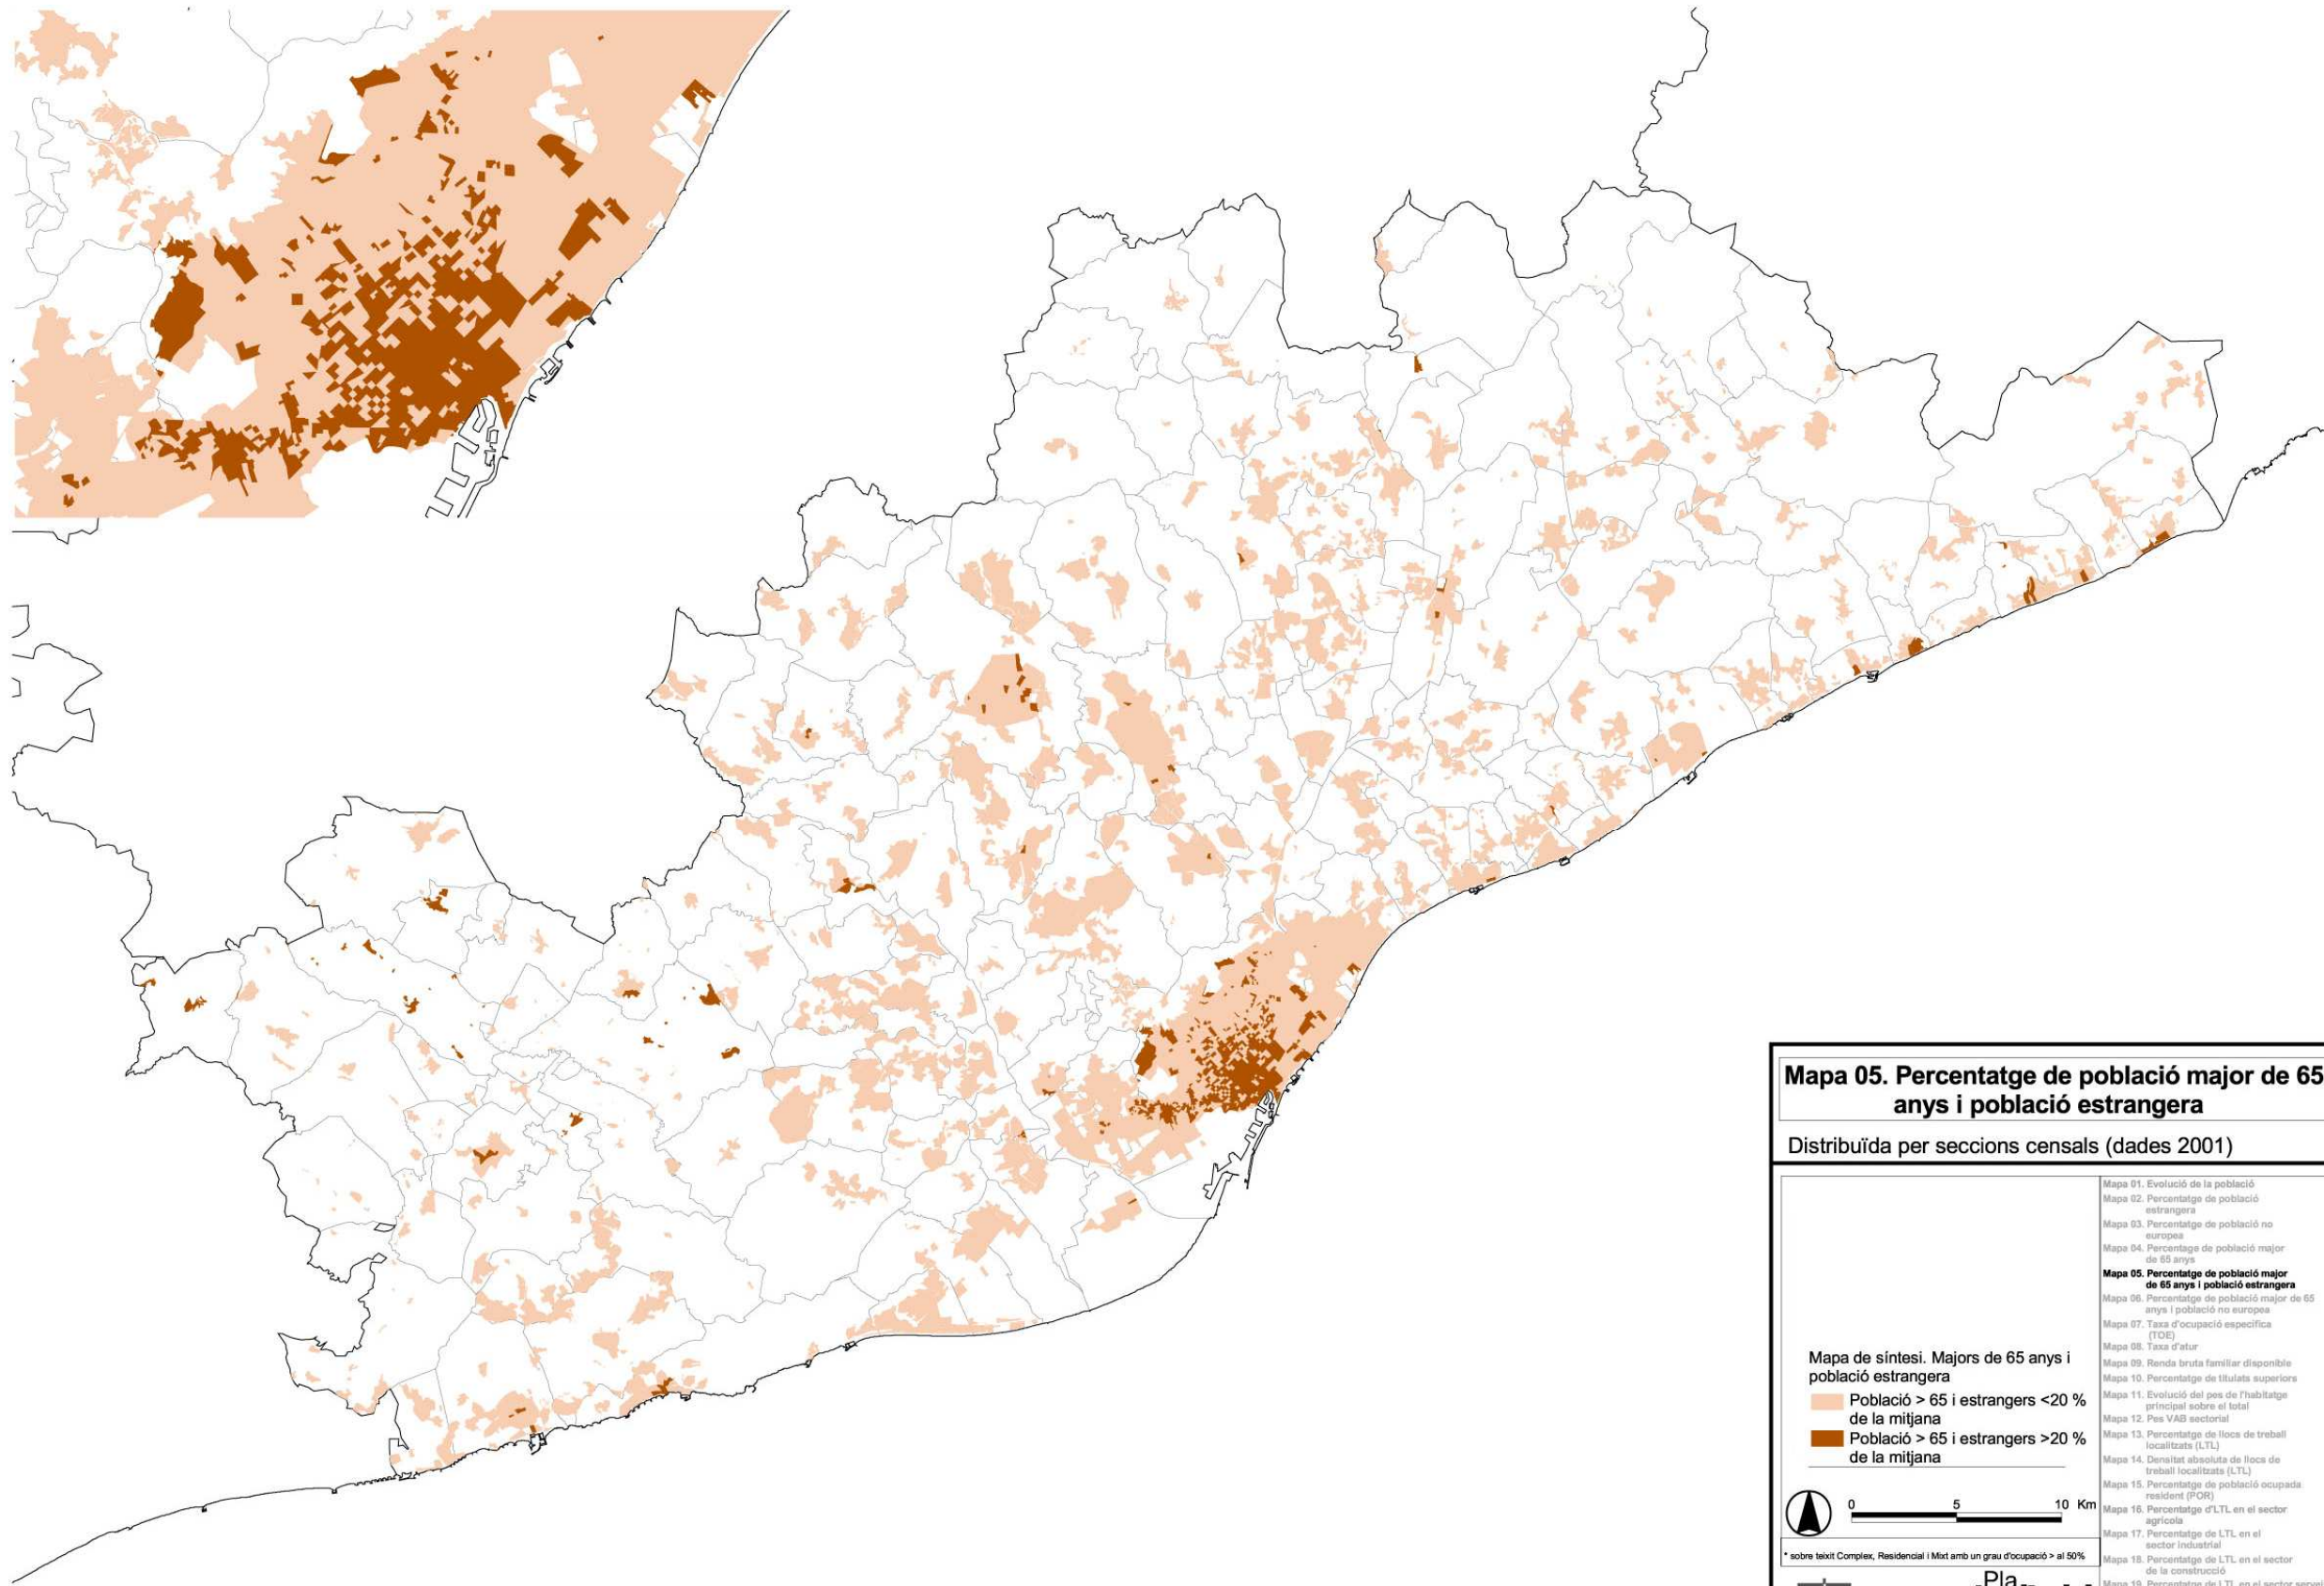 Mapa 05. Percentatge de població major de 65
anys i població estrangera
Distribuïda per seccions censals (dades 2001)
Mapa 01. Evolució de la població
Mapa 02. Percentatge de població
estrangera
Mapa 03. Percentatge de població no
europea
Mapa 04. Percentage de població major
de 65 anys
Mapa 05. Percentatge de població major
de 65 anys i població estrangera
Mapa 06. Percentatge de població major de 65
anys i població no europea
Mapa 07. Taxa d'ocupació específica
(TOE)
Mapa 08. Taxa d'atur
Mapa 09. Renda bruta familiar disponible
Mapa 10. Percentatge de titulats superiors
Mapa 11. Evolució del pes de l'habitatge
principal sobre el total
Mapa 12. Pes VAB sectorial
Mapa 13. Percentatge de llocs de treball
localitzats (LTL)
Mapa 14. Densitat absoluta de llocs de
treball localitzats (LTL)
Mapa 15. Percentatge de població ocupada
resident (POR)
Mapa 16. Percentatge d'LTL en el sector
agrícola
Mapa 17. Percentatge de LTL en el
sector industrial
Mapa 18. Percentatge de LTL en el sector
de la construcció
Mapa 19. Percentatge de LTL en el sector
Mapa de síntesi. Majors de 65 anys i
població estrangera
Població > 65 i estrangers <20 %
de la mitjana
Població > 65 i estrangers >20 %
de la mitjana
0 5 10 Km
* sobre teixit Complex, Residencial i Mixt amb un grau d'ocupació > al 50%
Pla